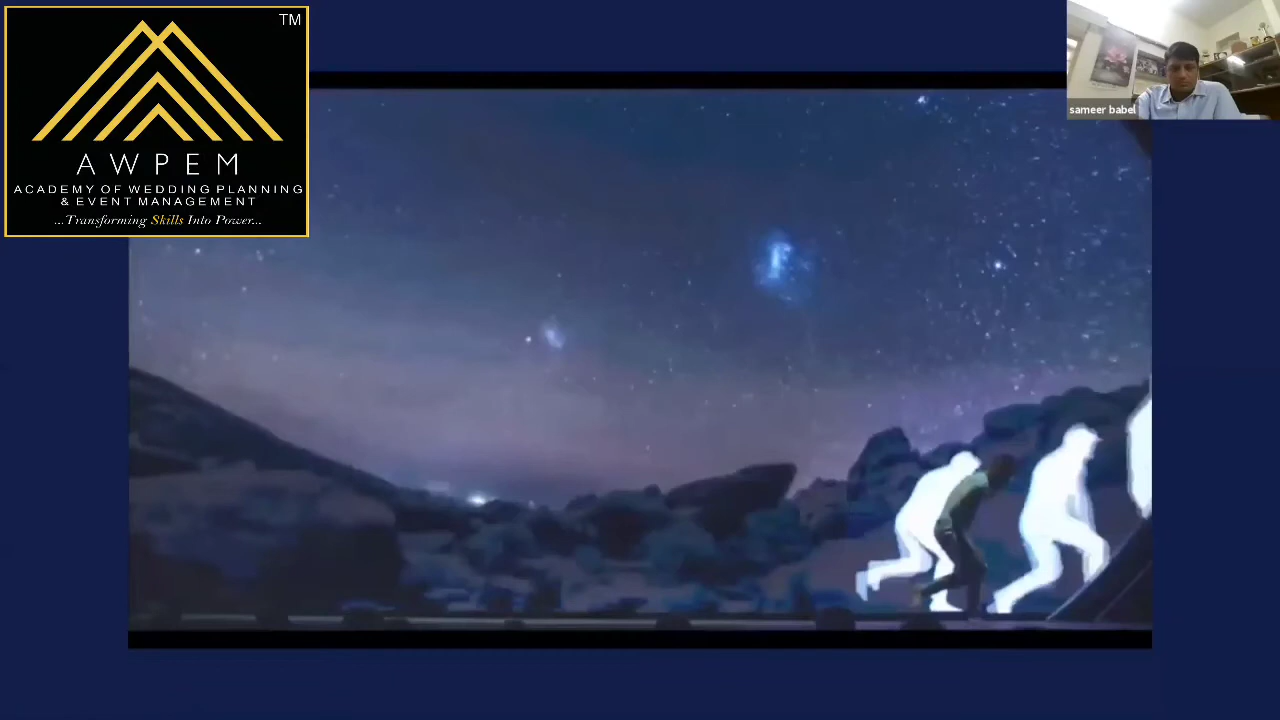 TM
AWPEM
ACADEMY OF WEDDING PLANNING
& EVENT MANAGEMENT
...Transforming Skills Into Power...
sameer babel